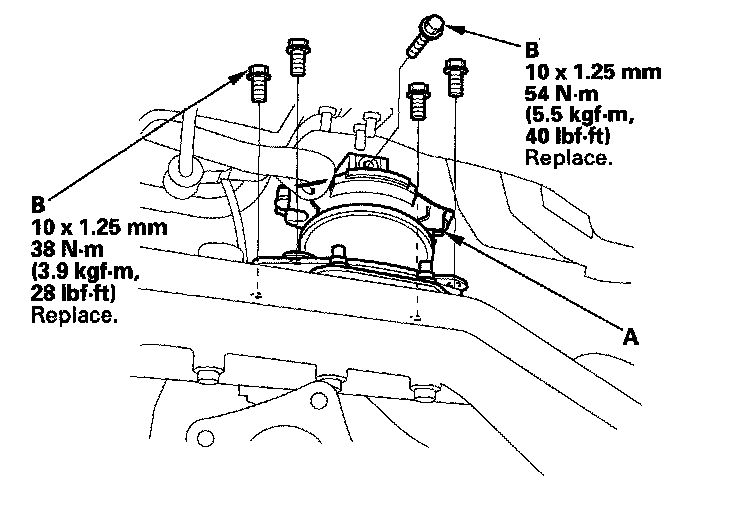 B
10 x 1.25 mm
54 N·m
(5.5 kgf·m,
40 lbf·ft)
Replace.
B
10 x 1.25 mm
38 N·m
(3.9 kgf·m,
28 lbf·ft)
Replace.
A